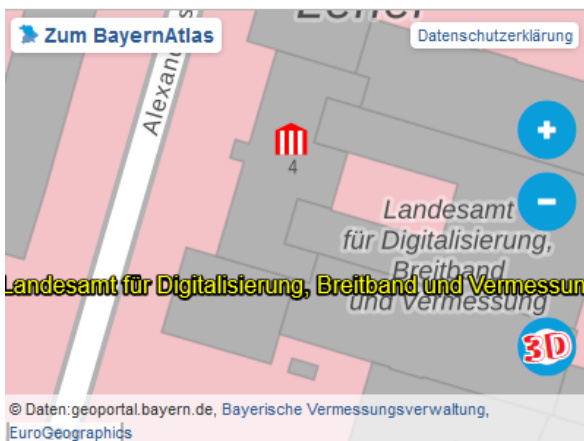 Zum BayernAtlas
Datenschutzerklärung
Alexan
+
4
−
Landesamt
für Digitalisierung,
Breitband
und Vermessung
Landesamt für Digitalisierung, Breitband und Vermessun
3D
© Daten:geoportal.bayern.de, Bayerische Vermessungsverwaltung,
EuroGeographics